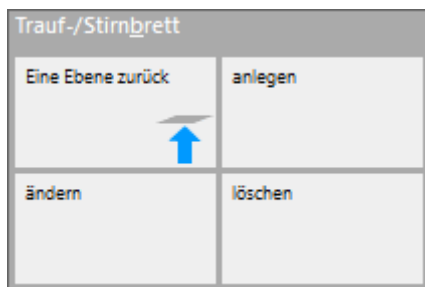 Trauf-/Stirnbrett
Eine Ebene zurück
anlegen
ändern
löschen